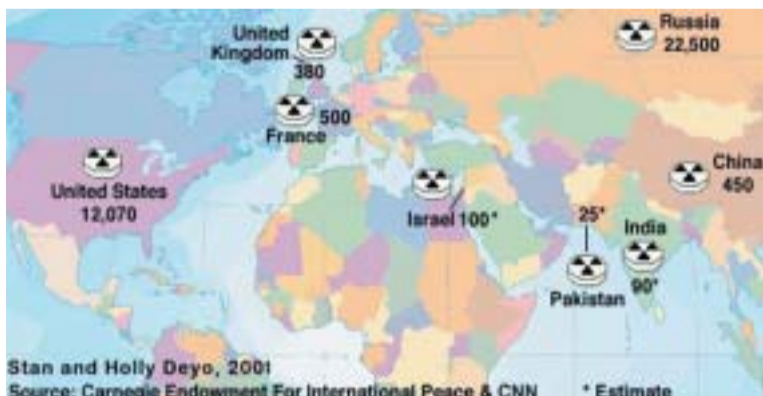 United
Kingdom
380
Russia
22,500
500
France
United States
12,070
China
450
Israel 100*
25*
India
90*
Pakistan
Stan and Holly Deyo, 2001
Source: Carnegie Endowment For International Peace & CNN
* Estimate